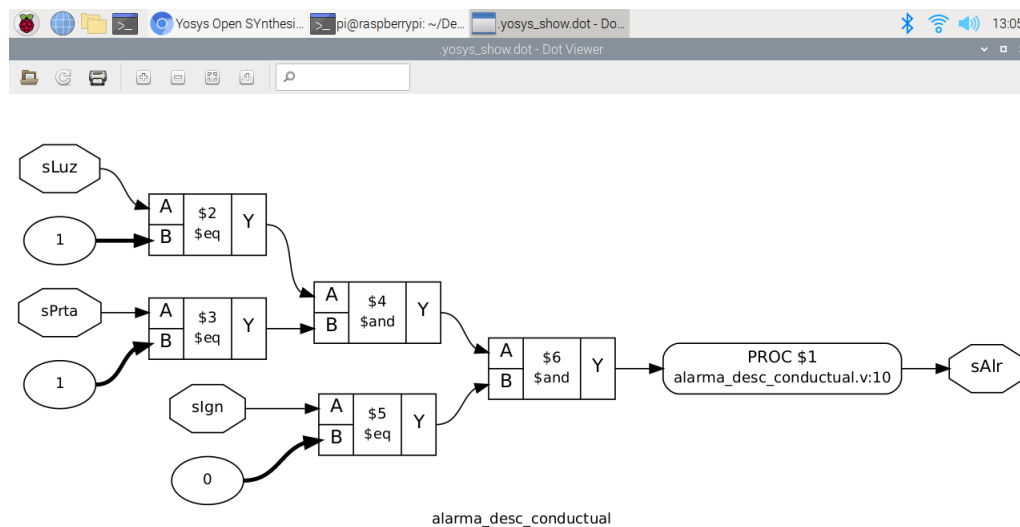 Yosys Open SYnthesi...
pi@raspberrypi: ~/De...
.yosys_show.dot - Do...
13:05
.yosys_show.dot - Dot Viewer
sLuz
1
A
B
$2
$eq
Y
sPrta
1
A
B
$3
$eq
Y
A
B
$4
$and
Y
sIgn
0
A
B
$5
$eq
Y
A
B
$6
$and
Y
PROC $1
alarma_desc_conductual.v:10
sAlr
alarma_desc_conductual